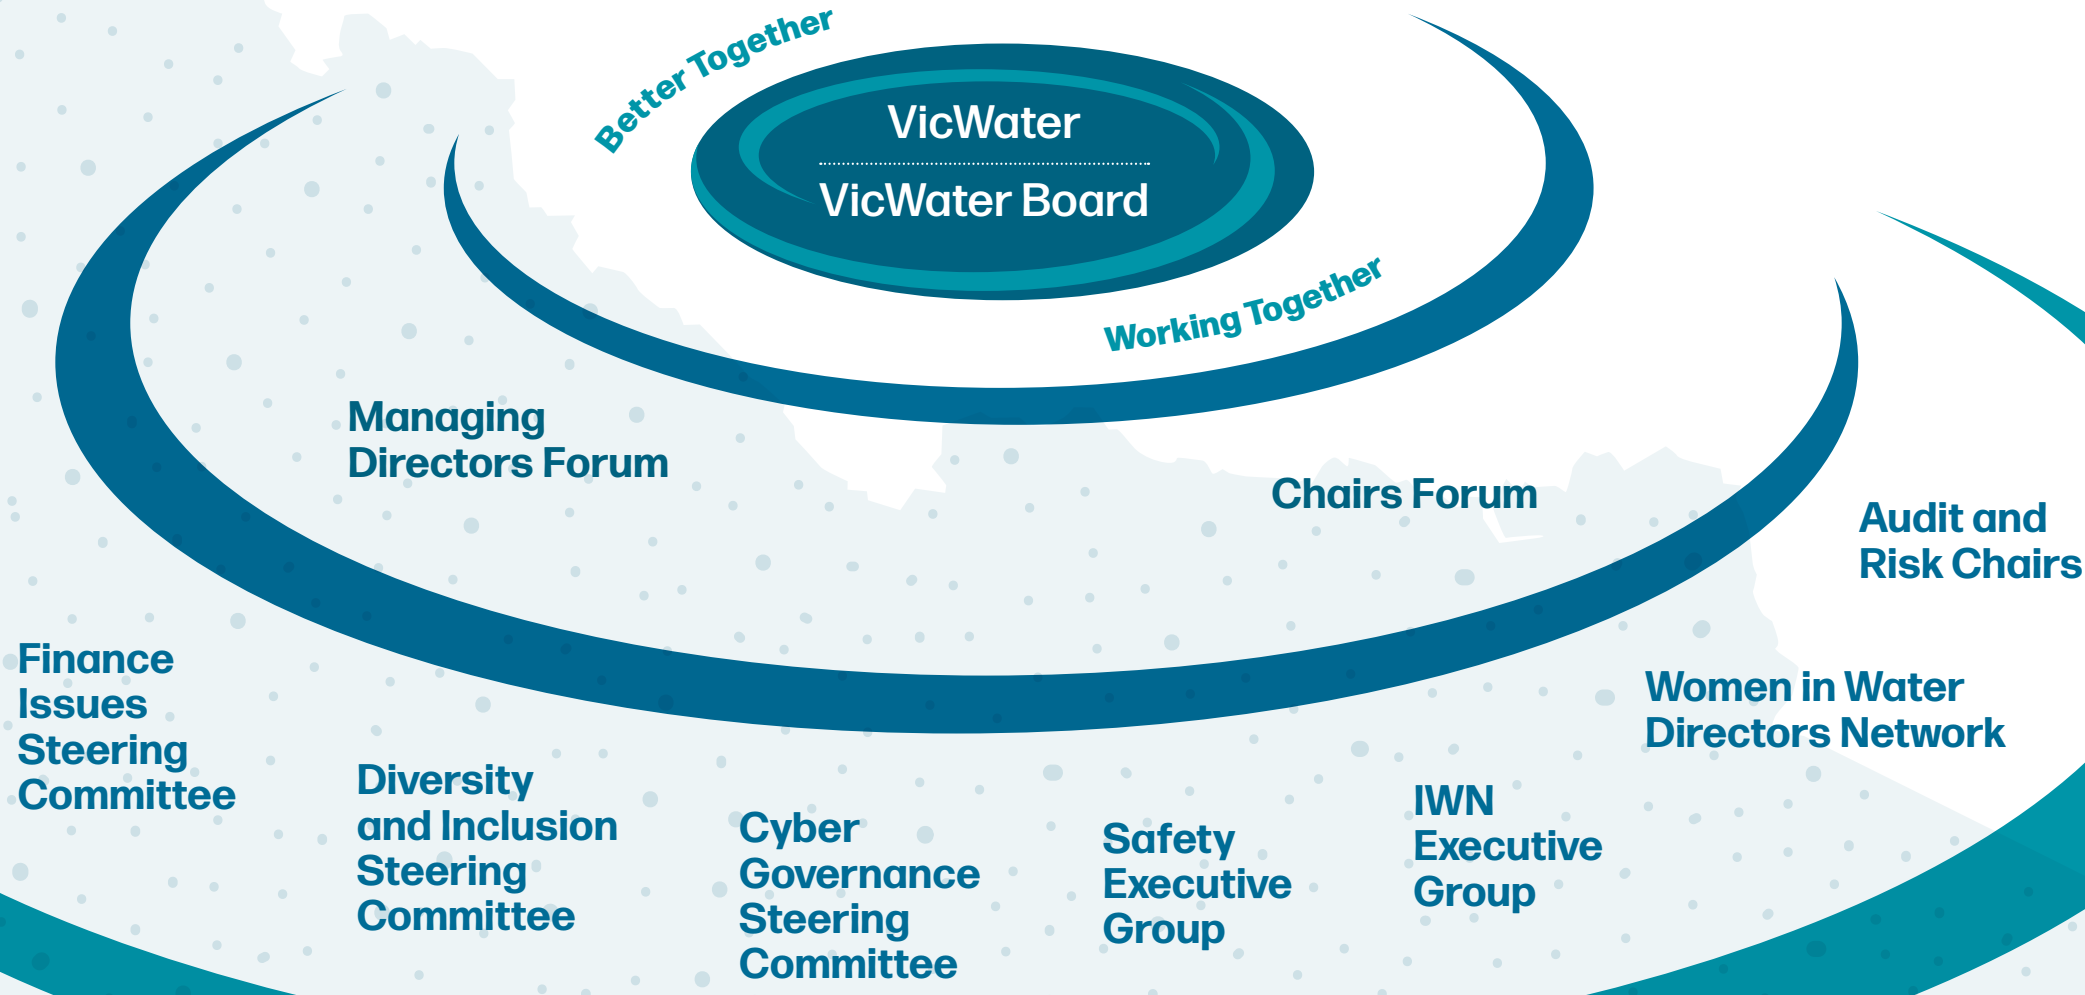 Better Together
VicWater
VicWater Board
Working Together
Managing
Directors Forum
Chairs Forum
Audit and
Risk Chairs
Finance
Issues
Steering
Committee
Women in Water
Directors Network
Diversity
and Inclusion
Steering
Committee
Cyber
Governance
Steering
Committee
Safety
Executive
Group
IWN
Executive
Group